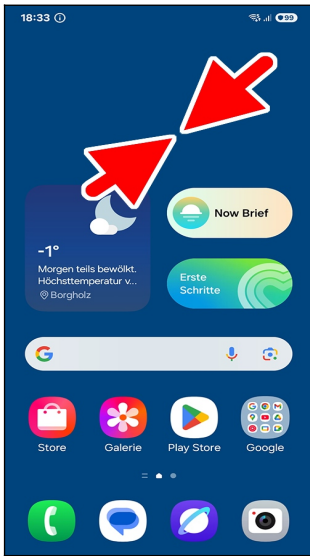 18:33
99
Now Brief
-1°
Morgen teils bewölkt.
Höchsttemperatur v...
Borgholz
Erste
Schritte
Store
Galerie
Play Store
Google